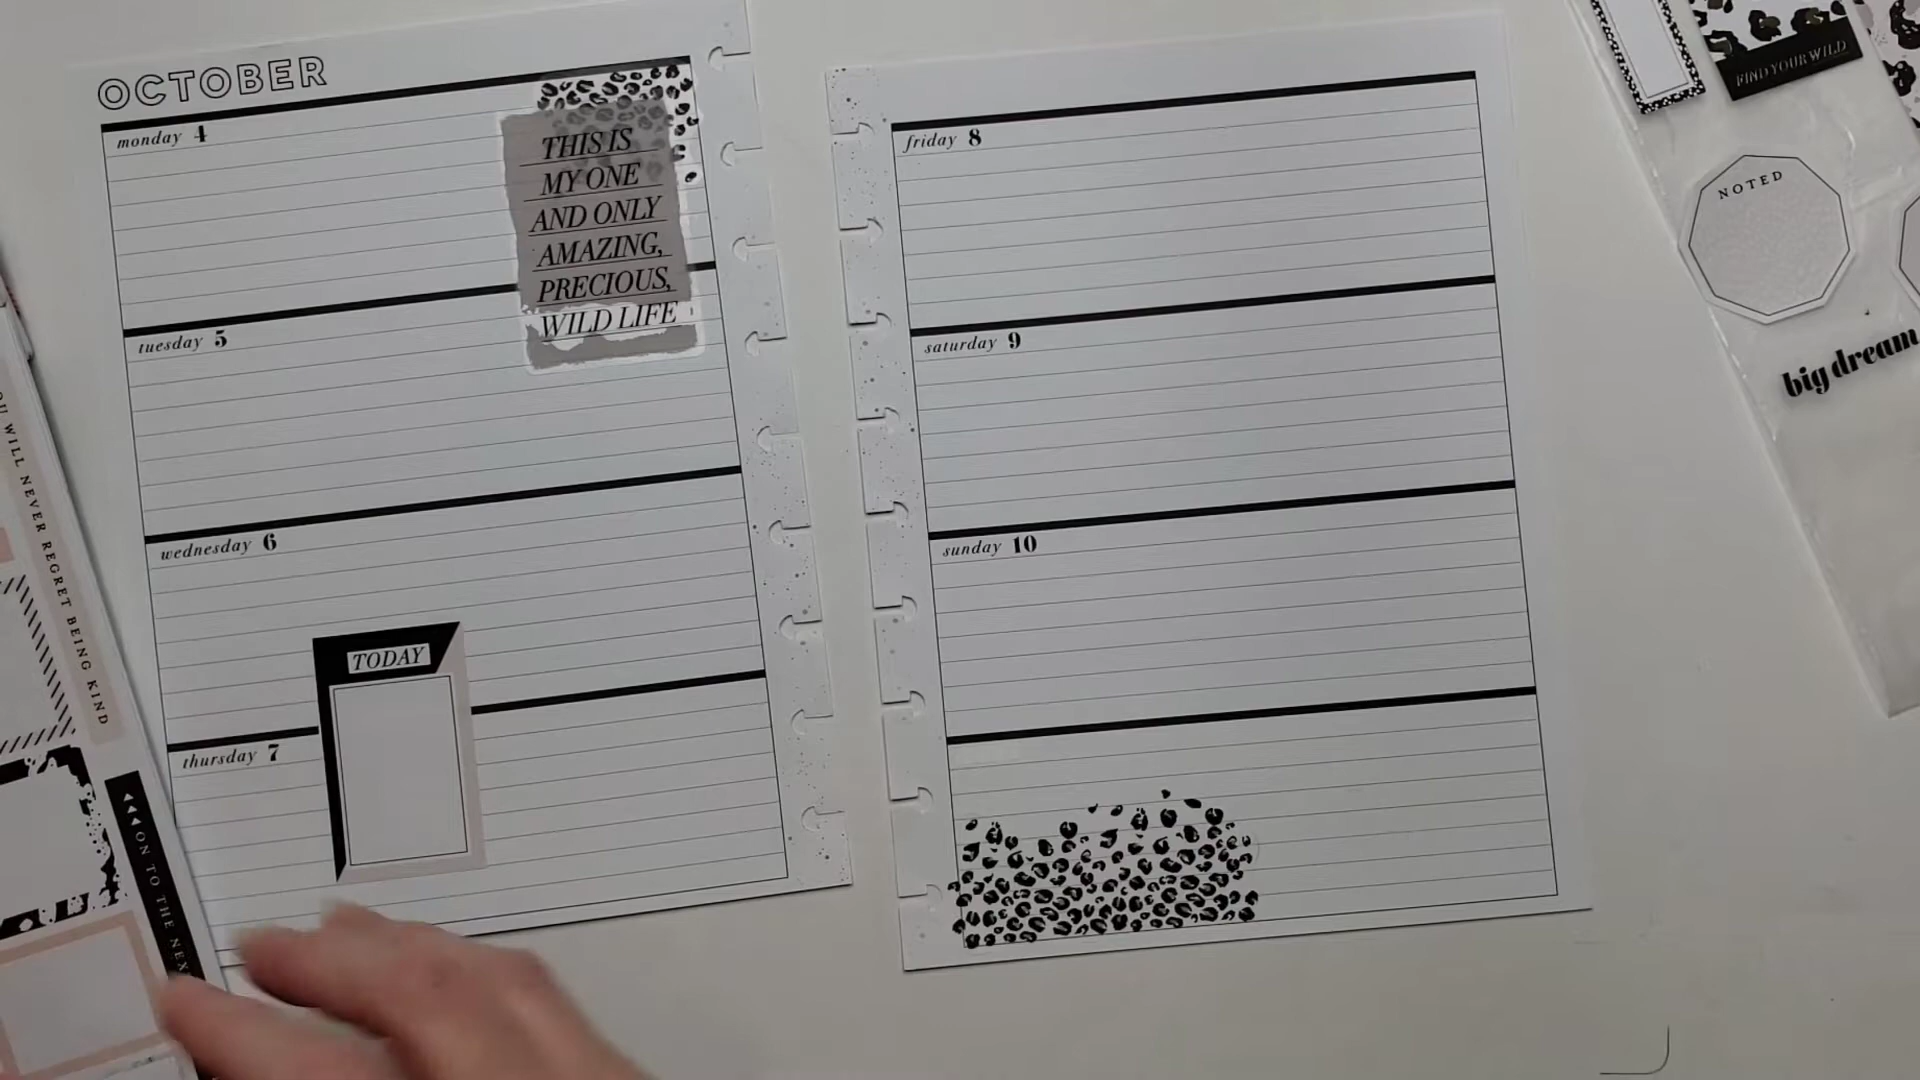 OCTOBER
monday 4
THIS IS
MY ONE
AND ONLY
AMAZING,
PRECIOUS,
WILD LIFE
tuesday 5
wednesday 6
thursday 7
TODAY
friday 8
saturday 9
sunday 10
FIND YOUR WILD
NOTED
big dream
WILL NEVER REGRET BEING KIND
ON TO THE